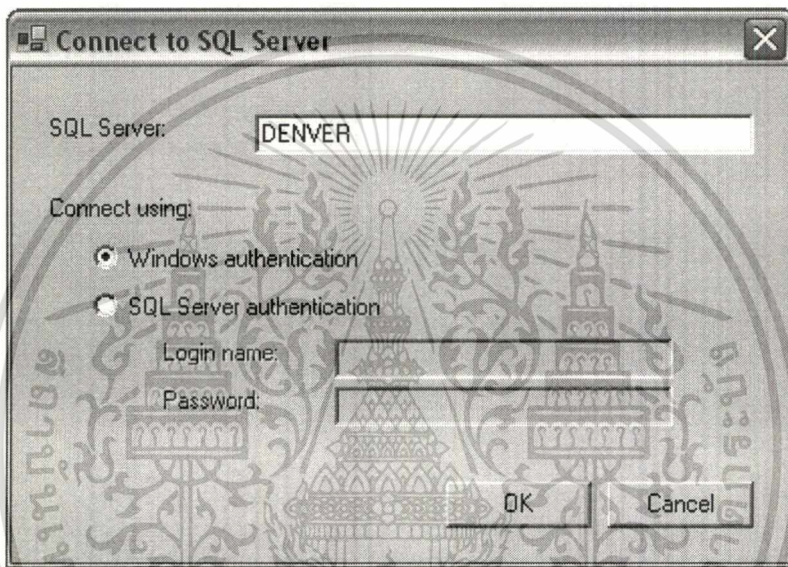 Connect to SQL Server
SQL Server:
DENVER
Connect using:
Windows authentication
SQL Server authentication
Login name:
Password:
OK
Cancel